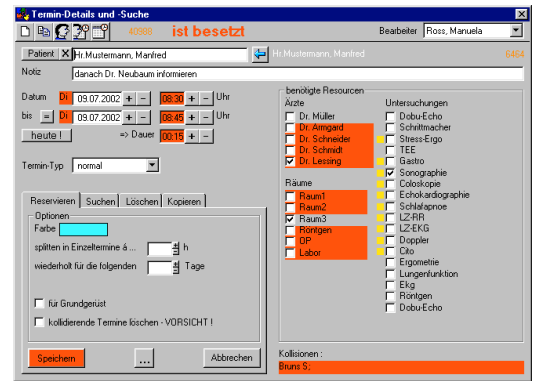 Termin-Details und -Suche
40988 ist besetzt Bearbeiter Ross, Manuela
Patient X Hr.Mustermann, Manfred Hr.Mustermann, Manfred 6464
Notiz danach Dr. Neubaum informieren
Datum Di 09.07.2002 + - 08:30 + - Uhr
bis = Di 09.07.2002 + - 08:45 + - Uhr
heute ! => Dauer 00:15 + -
Termin-Typ normal
Reservieren Suchen Löschen Kopieren
Optionen
Farbe
splitten in Einzeltermine á ... h
wiederholt für die folgenden Tage
für Grundgerüst
kollidierende Termine löschen - VORSICHT !
Speichern ... Abbrechen
benötigte Resourcen
Ärzte
Dr. Müller
Dr. Armgard
Dr. Schneider
Dr. Schmidt
Dr. Lessing
Räume
Raum1
Raum2
Raum3
Röntgen
OP
Labor
Untersuchungen
Dobu-Echo
Schrittmacher
Stress-Ergo
TEE
Gastro
Sonographie
Coloskopie
Echokardiographie
Schlafapnoe
LZ-RR
LZ-EKG
Doppler
Cito
Ergometrie
Lungenfunktion
Ekg
Röntgen
Dobu-Echo
Kollisionen :
Bruns S;